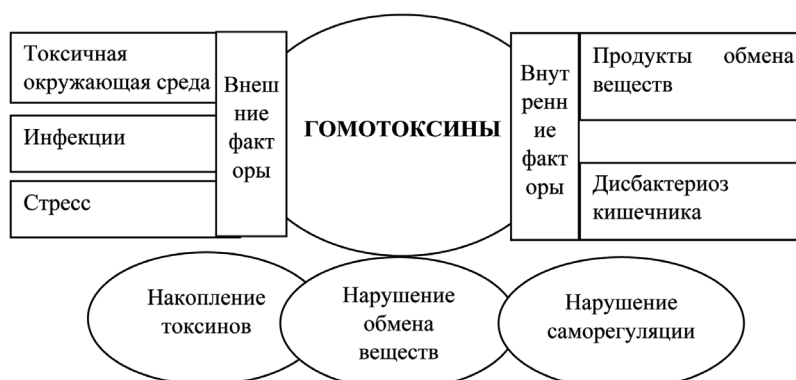 Токсичная
окружающая среда
Инфекции
Стресс
Внеш
ние
факт
оры
ГОМОТОКСИНЫ
Внут
ренн
ие
факт
оры
Продукты обмена
веществ
Дисбактериоз
кишечника
Накопление
токсинов
Нарушение
обмена
веществ
Нарушение
саморегуляции